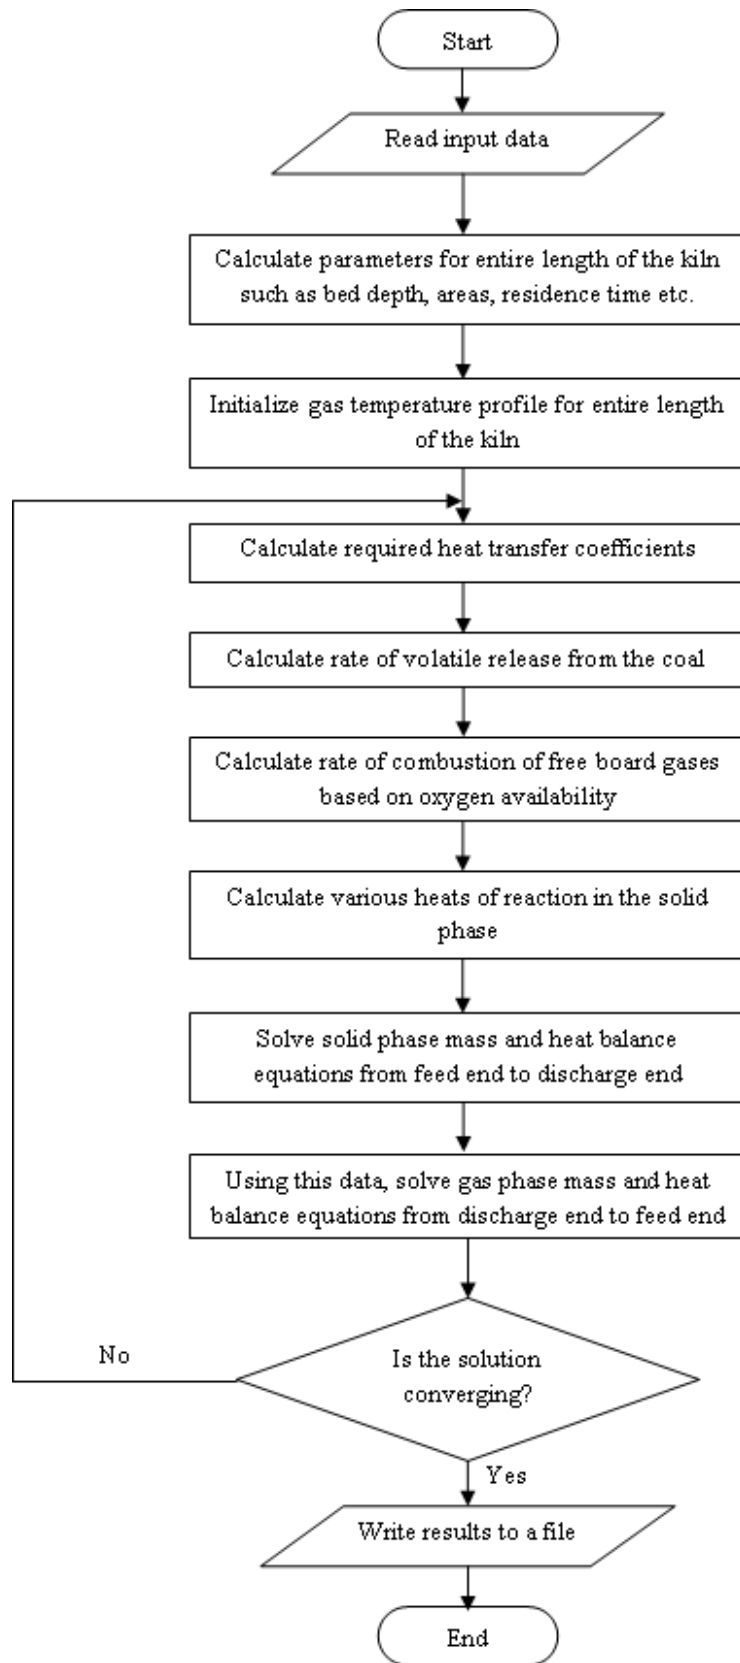 Start
Read input data
Calculate parameters for entire length of the kiln
such as bed depth, areas, residence time etc.
Initialize gas temperature profile for entire length
of the kiln
Calculate required heat transfer coefficients
Calculate rate of volatile release from the coal
Calculate rate of combustion of free board gases
based on oxygen availability
Calculate various heats of reaction in the solid
phase
Solve solid phase mass and heat balance
equations from feed end to discharge end
Using this data, solve gas phase mass and heat
balance equations from discharge end to feed end
No
Is the solution
converging?
Yes
Write results to a file
End